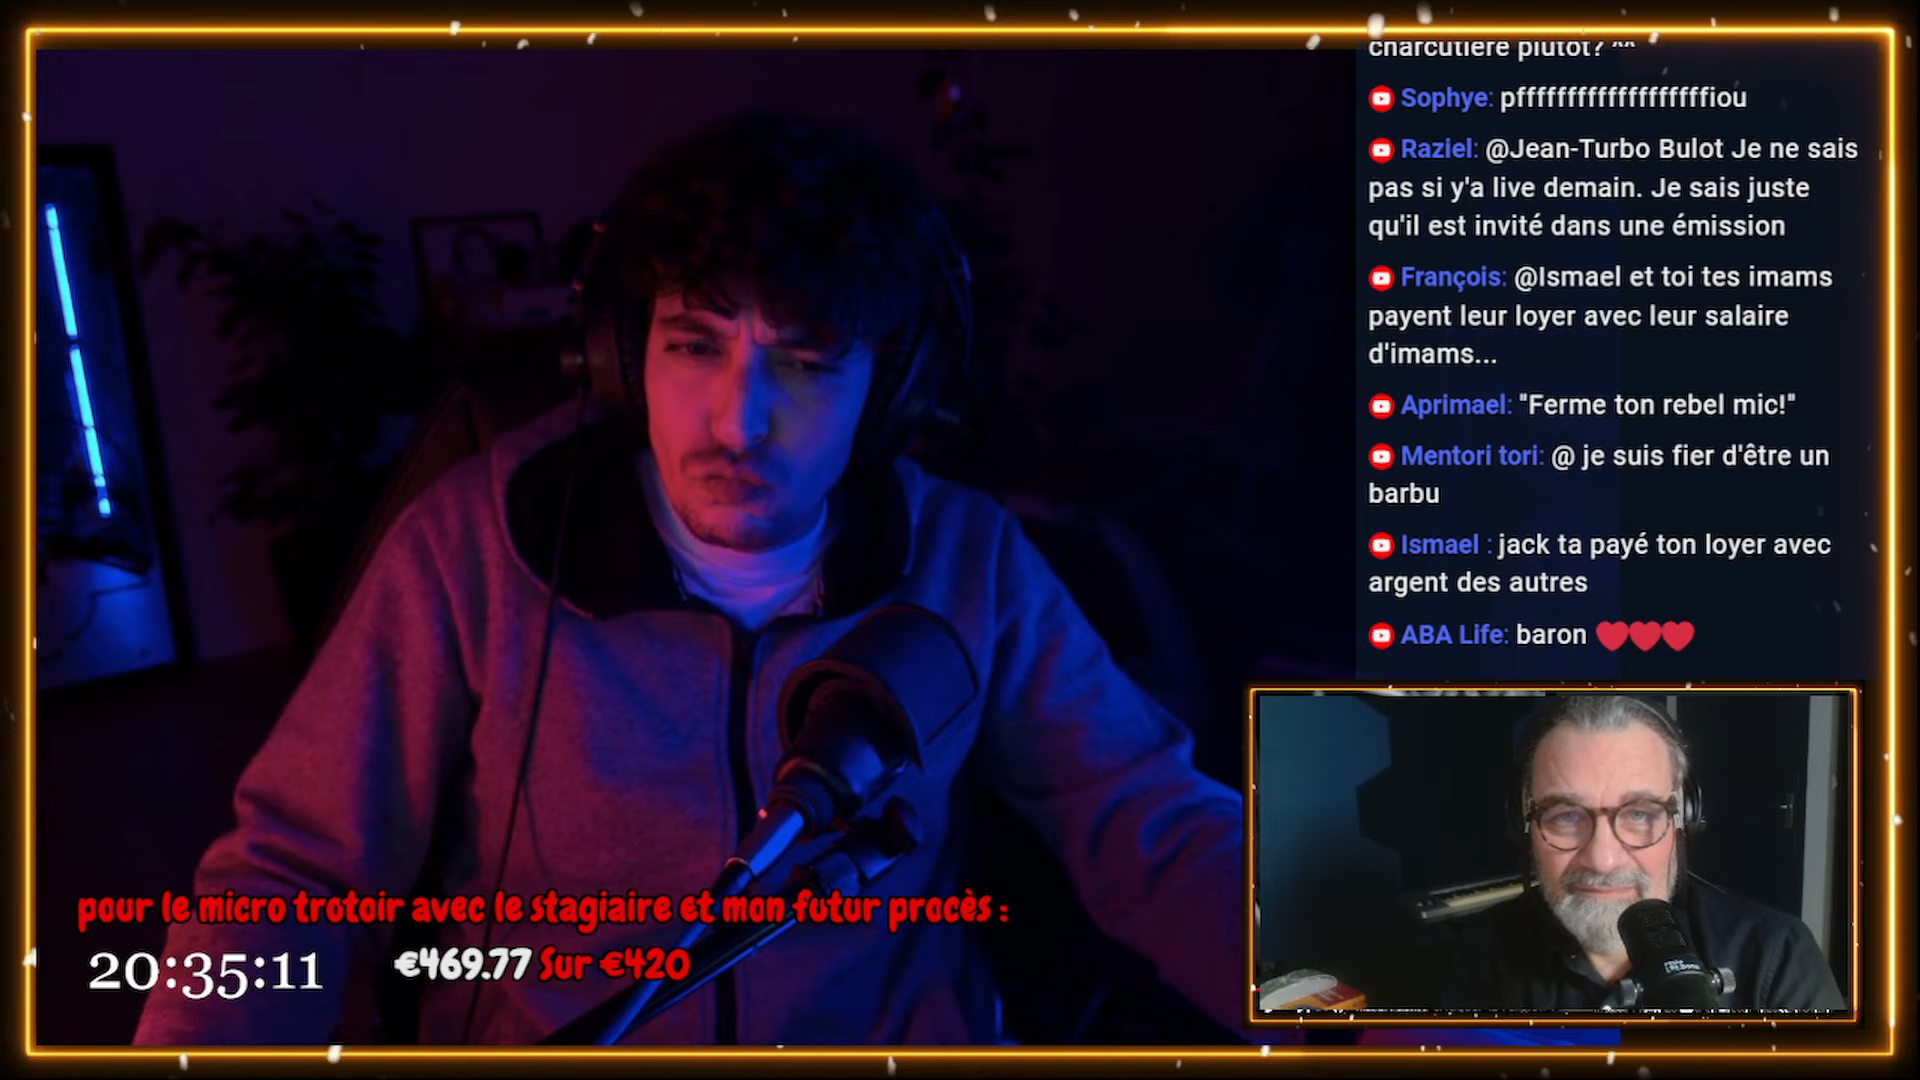 charcutière plutot? ^^
Sophye: pfffffffffffffffffffiou
Raziel: @Jean-Turbo Bulot Je ne sais
pas si y'a live demain. Je sais juste
qu'il est invité dans une émission
François: @Ismael et toi tes imams
payent leur loyer avec leur salaire
d'imams...
Aprimael: "Ferme ton rebel mic!"
Mentori tori: @ je suis fier d'être un
barbu
Ismael : jack ta payé ton loyer avec
argent des autres
ABA Life: baron ❤❤❤
pour le micro trotoir avec le stagiaire et mon futur procès :
20:35:11 €469.77 Sur €420